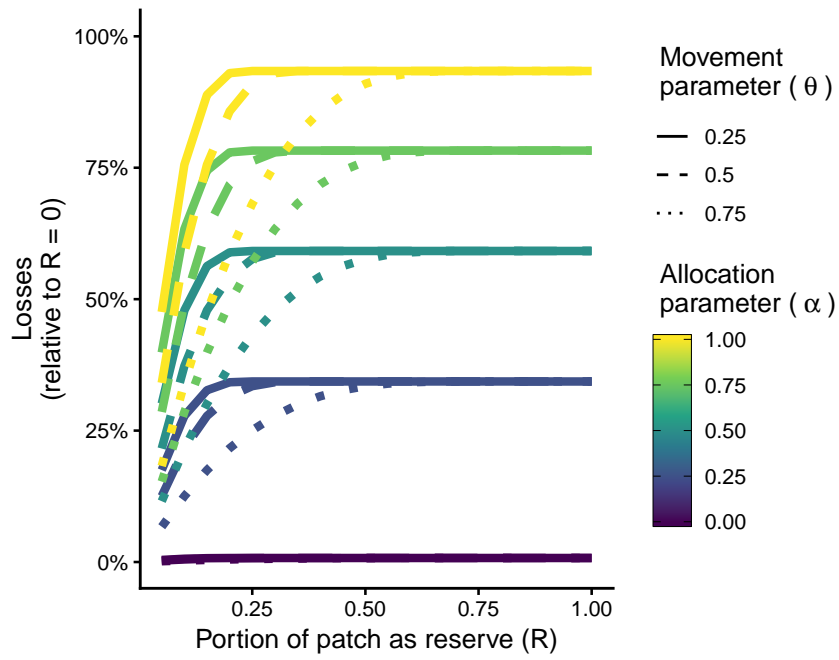 100%
75%
50%
25%
0%
Losses
(relative to R = 0)
0.25
0.50
0.75
1.00
Portion of patch as reserve (R)
Movement
parameter ( θ )
0.25
0.5
0.75
Allocation
parameter ( α )
1.00
0.75
0.50
0.25
0.00